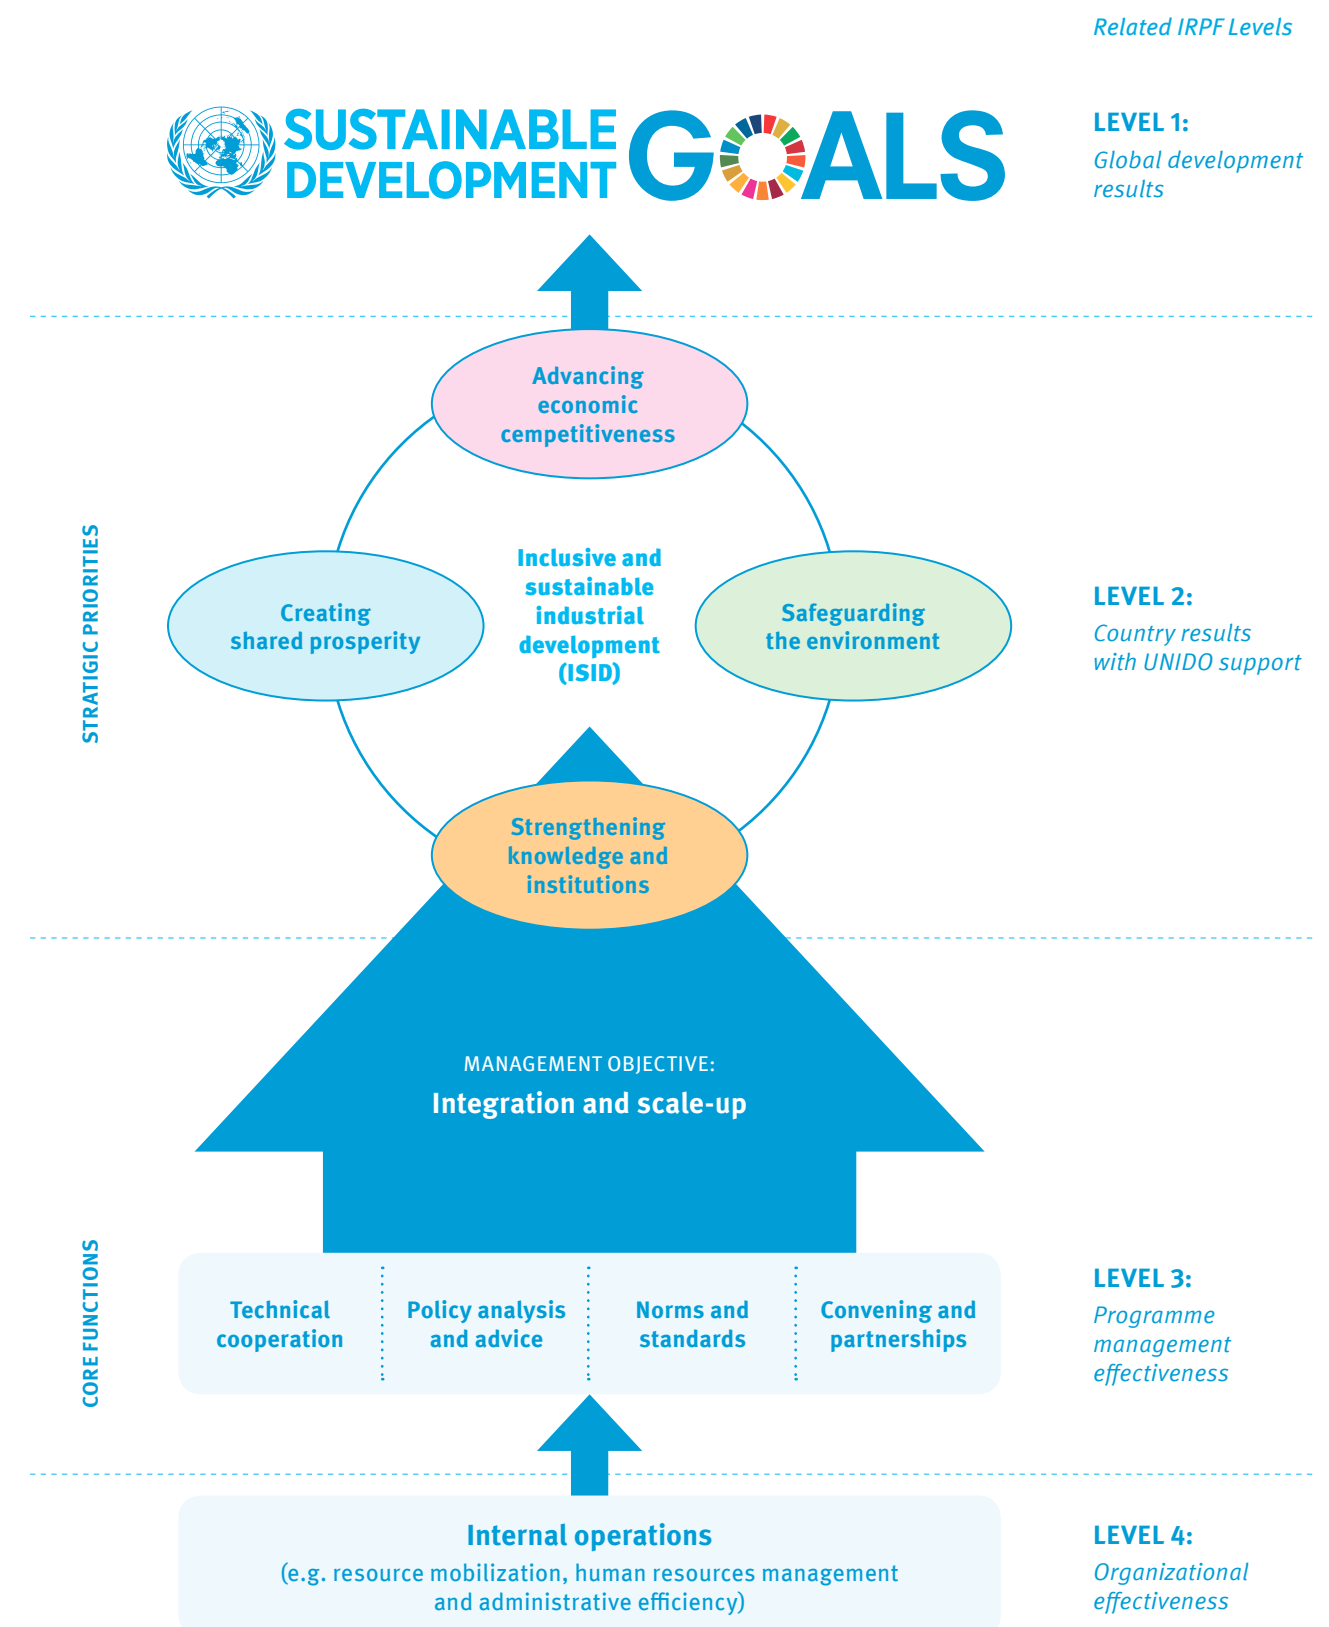 Related IRPF Levels
SUSTAINABLE
DEVELOPMENT
GOALS
LEVEL 1:
Global development
results
Advancing
economic
cempetitiveness
STRATIGIC PRIORITIES
Creating
shared prosperity
Inclusive and
sustainable
industrial
development
(ISID)
Safeguarding
the environment
LEVEL 2:
Country results
with UNIDO support
Strengthening
knowledge and
institutions
MANAGEMENT OBJECTIVE:
Integration and scale-up
CORE FUNCTIONS
Technical
cooperation
Policy analysis
and advice
Norms and
standards
Convening and
partnerships
LEVEL 3:
Programme
management
effectiveness
Internal operations
(e.g. resource mobilization, human resources management
and administrative efficiency)
LEVEL 4:
Organizational
effectiveness